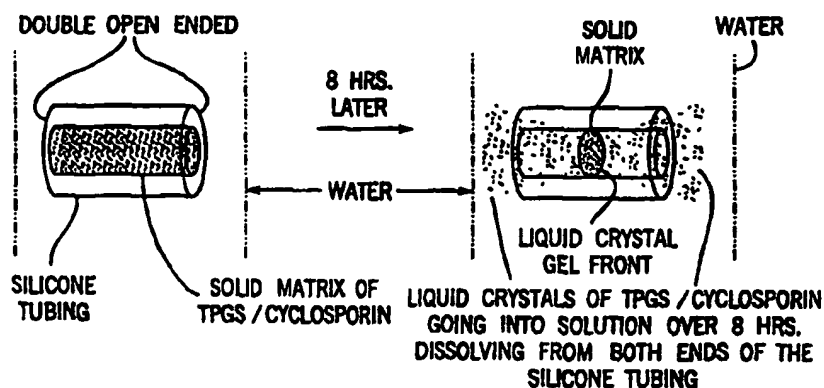 DOUBLE OPEN ENDED
8 HRS.
LATER
SOLID
MATRIX
WATER
WATER
SILICONE
TUBING
SOLID MATRIX OF
TPGS/CYCLOSPORIN
LIQUID CRYSTAL
GEL FRONT
LIQUID CRYSTALS OF TPGS/CYCLOSPORIN
GOING INTO SOLUTION OVER 8 HRS.
DISSOLVING FROM BOTH ENDS OF THE
SILICONE TUBING